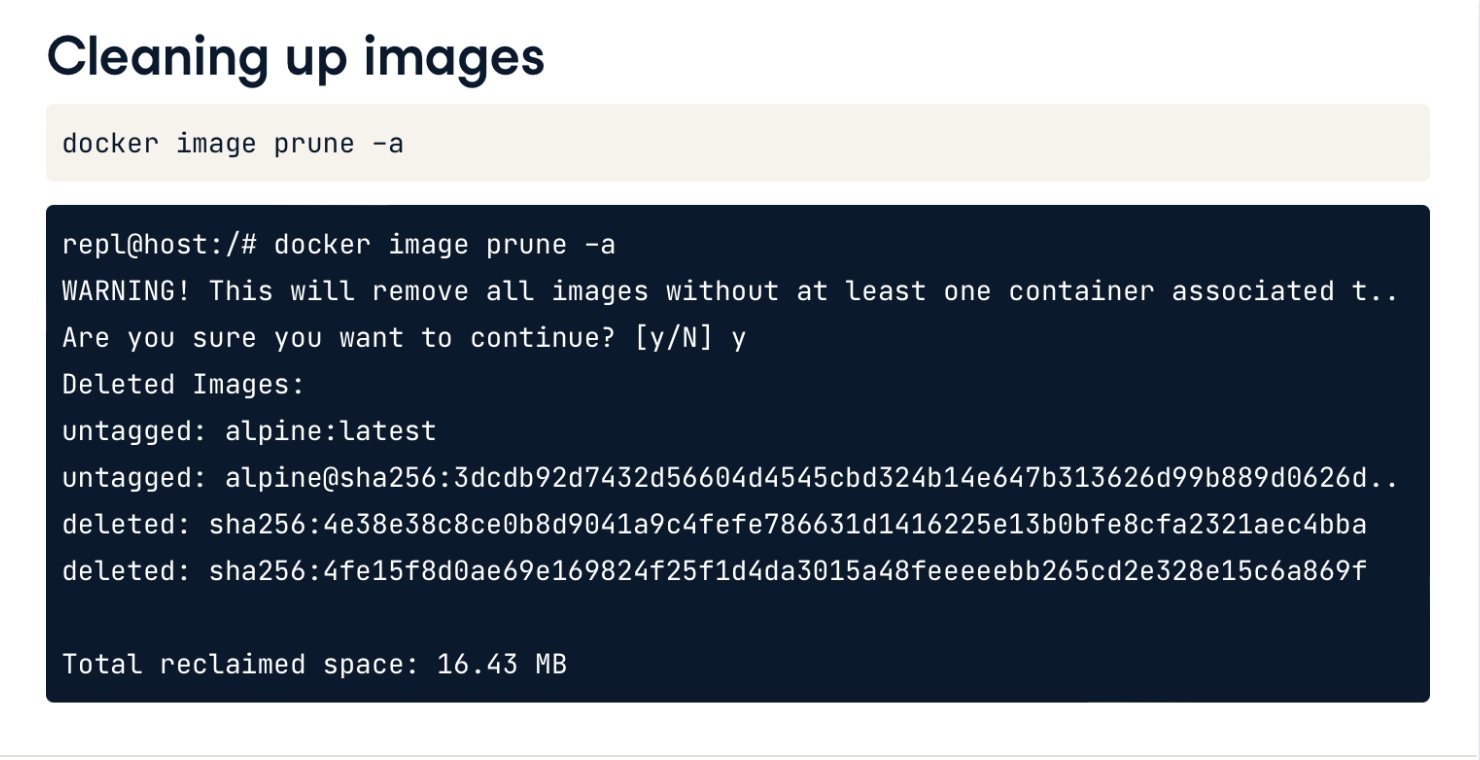 Cleaning up images
docker image prune -a
repl@host:/# docker image prune -a
WARNING! This will remove all images without at least one container associated t..
Are you sure you want to continue? [y/N] y
Deleted Images:
untagged: alpine:latest
untagged: alpine@sha256:3dcdb92d7432d56604d4545cbd324b14e647b313626d99b889d0626d..
deleted: sha256:4e38e38c8ce0b8d9041a9c4fefe786631d1416225e13b0bfe8cfa2321aec4bba
deleted: sha256:4fe15f8d0ae69e169824f25f1d4da3015a48feeeeebb265cd2e328e15c6a869f
Total reclaimed space: 16.43 MB